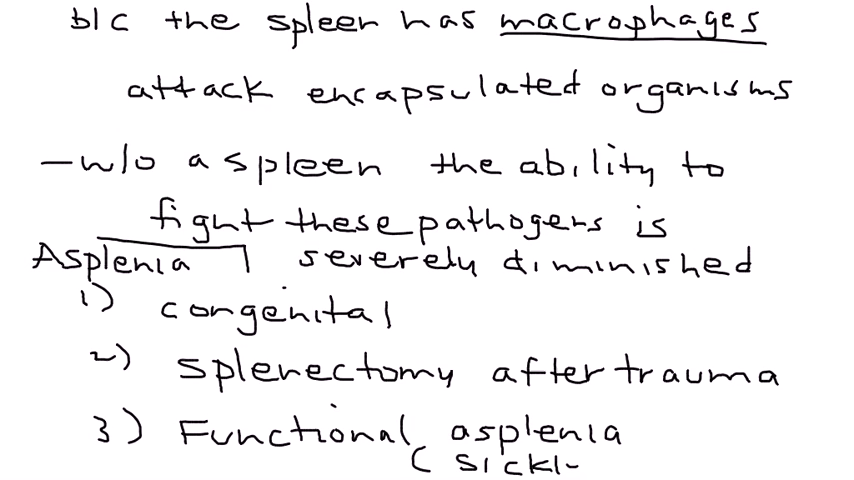 b/c the spleen has macrophages
attack encapsulated organisms
- w/o a spleen the ability to
fight these pathogens is
Asplenia severely diminished
1) congenital
2) splenectomy after trauma
3) Functional asplenia
( sickl